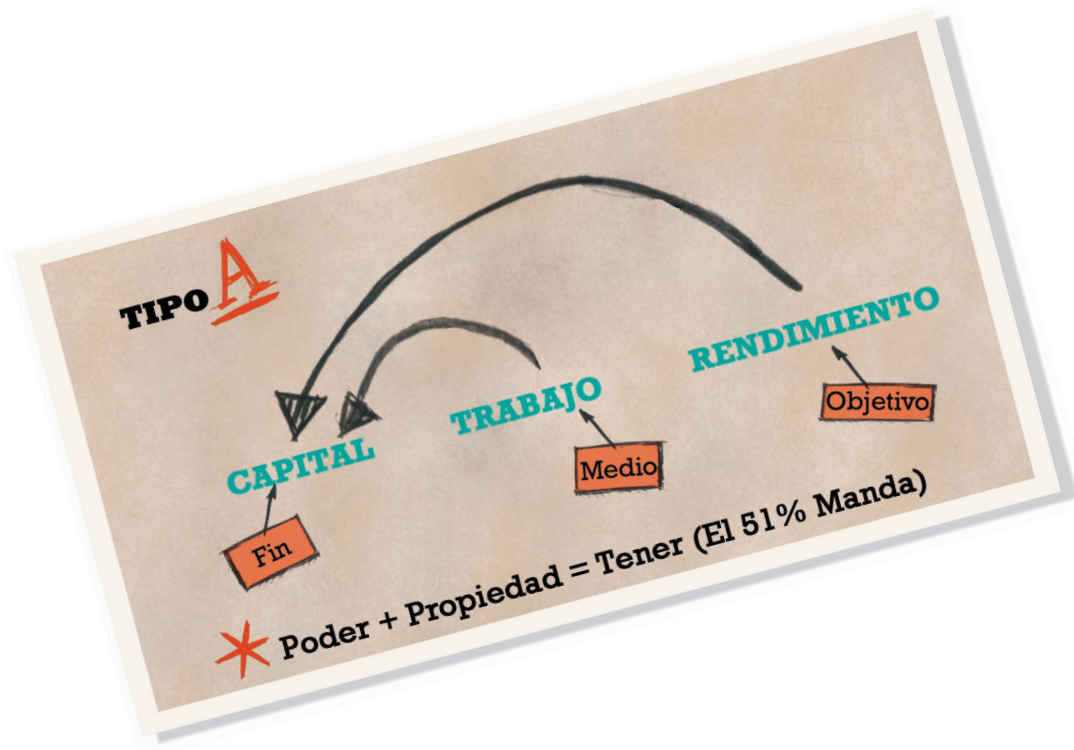 TIPO A
RENDIMIENTO
Objetivo
TRABAJO
Medio
CAPITAL
Fin
* Poder + Propiedad = Tener (El 51% Manda)